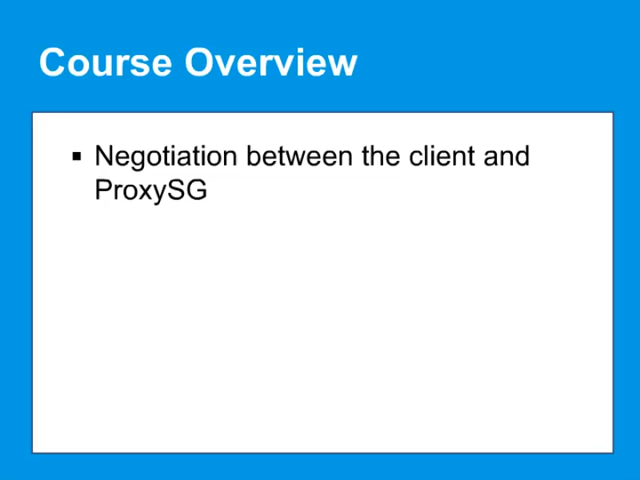 Course Overview
▪ Negotiation between the client and
ProxySG